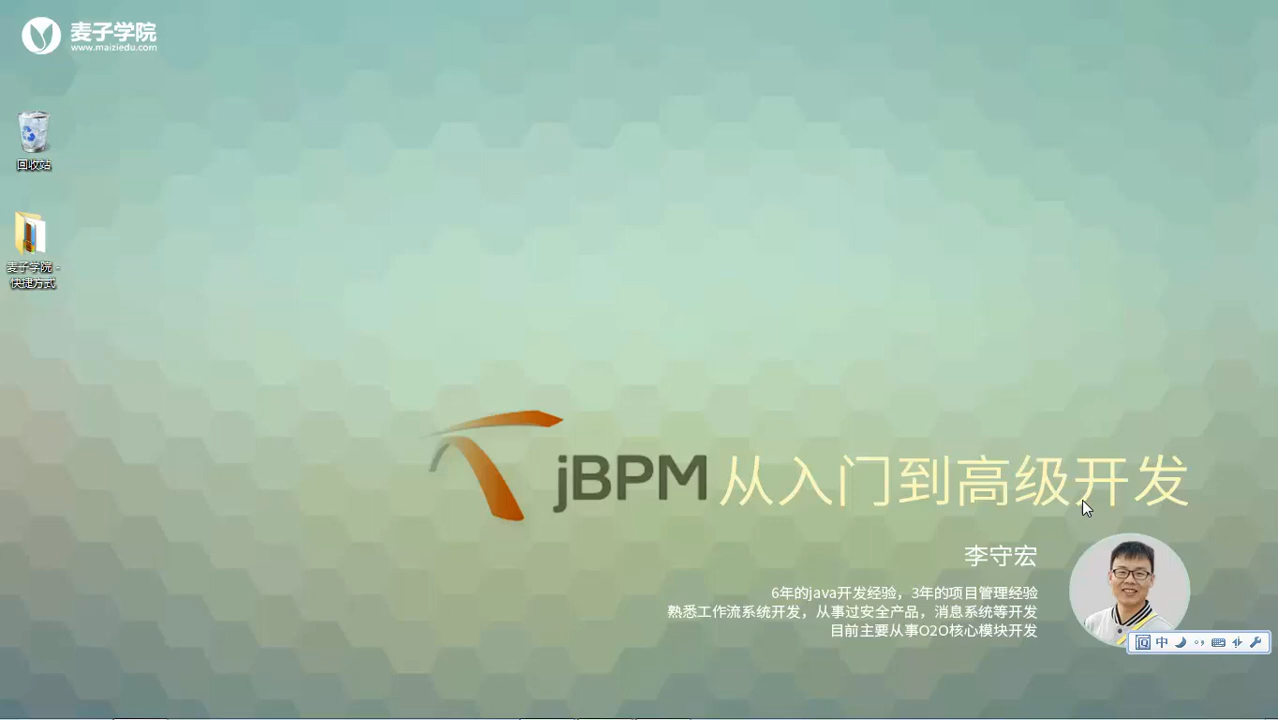 麦子学院
www.maiziedu.com
回收站
麦子学院 -
快捷方式
jBPM 从入门到高级开发
李守宏
6年的java开发经验，3年的项目管理经验
熟悉工作流系统开发，从事过安全产品，消息系统等开发
目前主要从事O2O核心模块开发
中